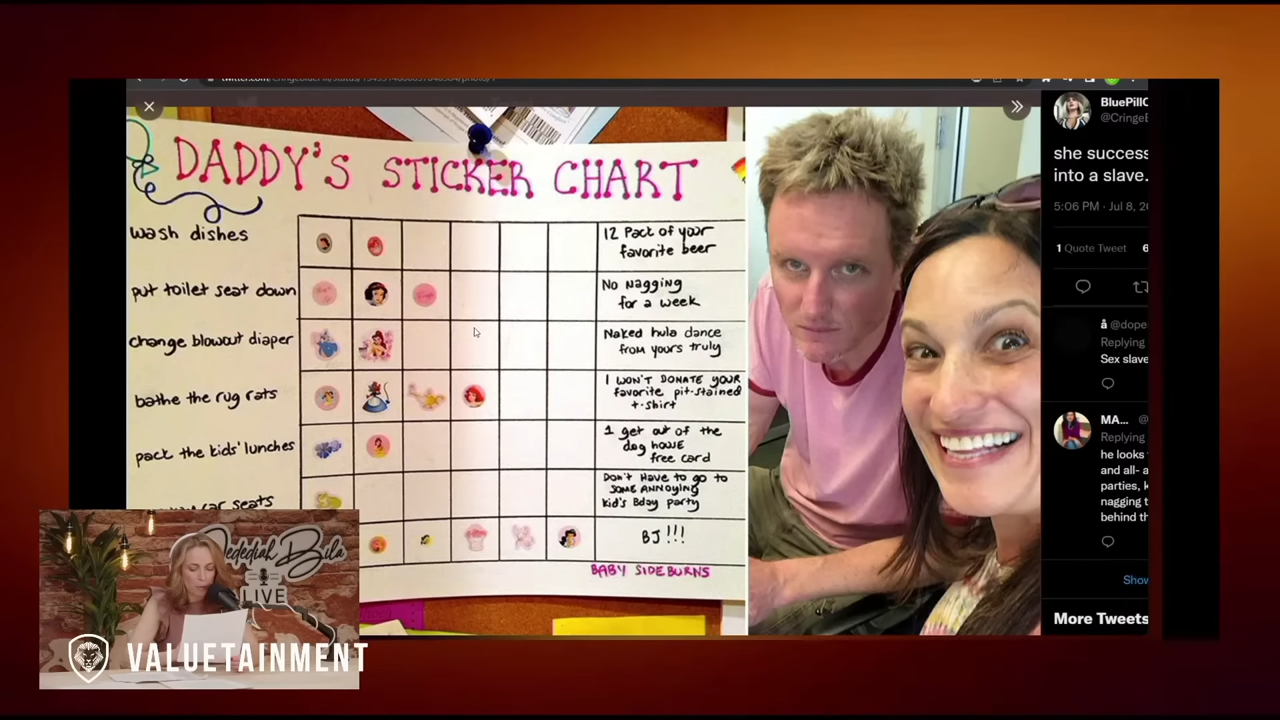 DADDY'S STICKER CHART
wash dishes
12 Pack of your
favorite beer
put toilet seat down
No nagging
for a week
change blowout diaper
Naked hula dance
from yours truly
bathe the rug rats
I WON'T DONATE YOUR
favorite pit-stained
t-shirt
pack the kids' lunches
1 get out of the
dog house
free card
car seats
Don't have to go to
SOME ANNOYING
kid's Bday party
BJ!!!
BABY SIDEBURNS
BluePillC
@CringeB
she success
into a slave.
5:06 PM · Jul 8, 20
1 Quote Tweet 6
å @dope
Replying
Sex slave
MA... @
Replying
he looks
and all- a
parties, k
nagging t
behind th
Show
More Tweets
Jedediah Bila
LIVE
VALUETAINMENT